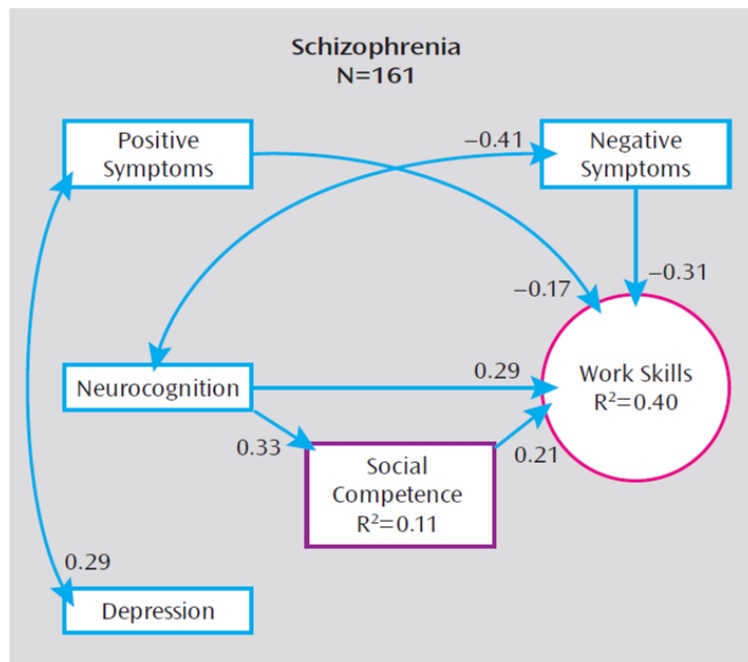 Schizophrenia
N=161
Positive
Symptoms
−0.41
Negative
Symptoms
−0.17
−0.31
Neurocognition
0.29
Work Skills
R²=0.40
0.33
Social
Competence
R²=0.11
0.21
0.29
Depression